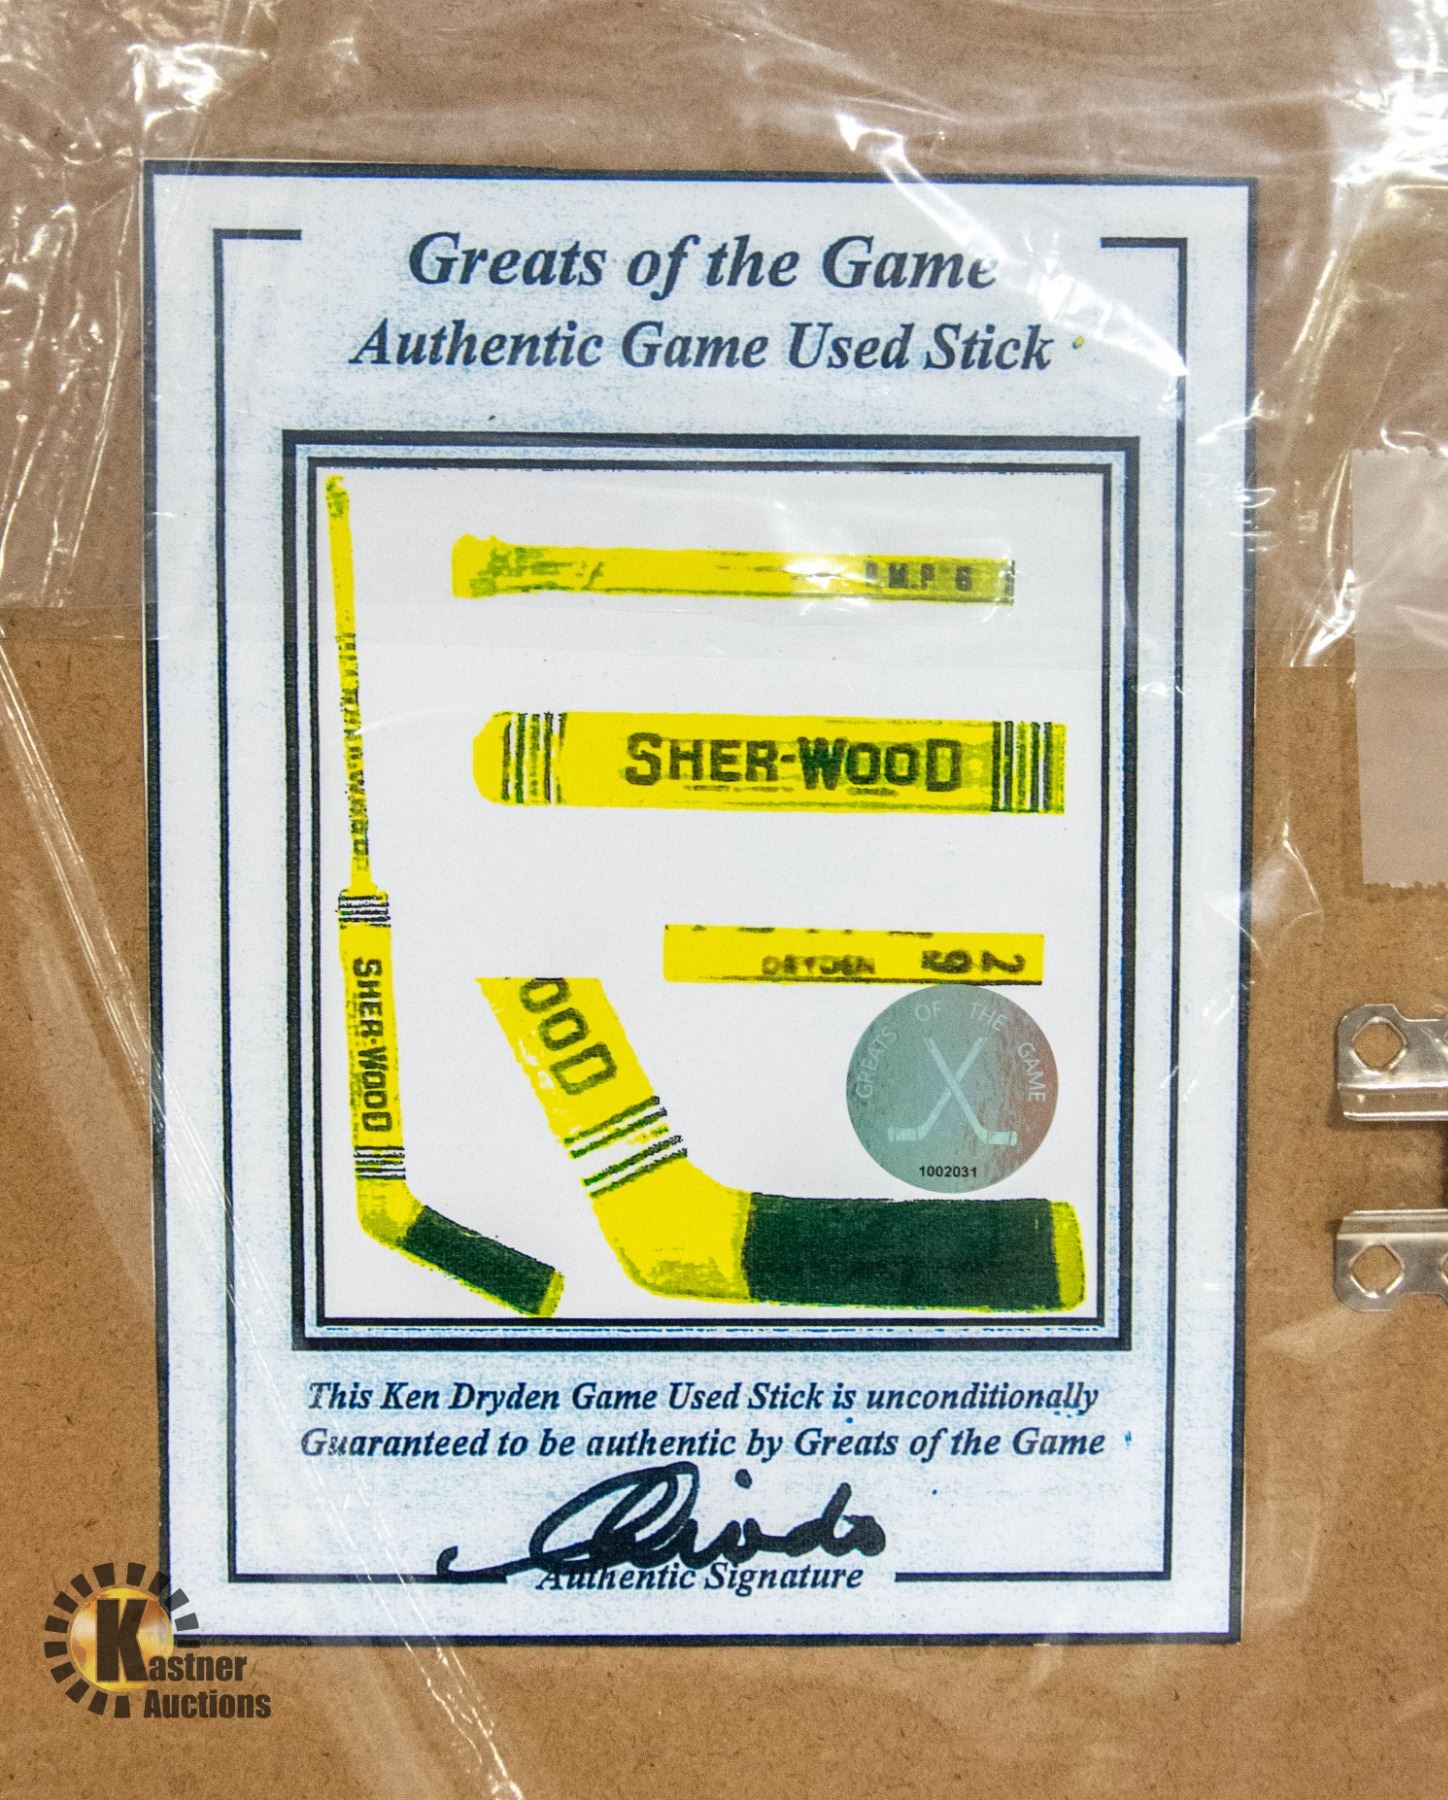 Greats of the Game
Authentic Game Used Stick
SHER-WOOD
DRYDEN 29
SHER-WOOD
OOD
GREATS OF THE GAME
1002031
This Ken Dryden Game Used Stick is unconditionally
Guaranteed to be authentic by Greats of the Game
Authentic Signature
Kastner
Auctions